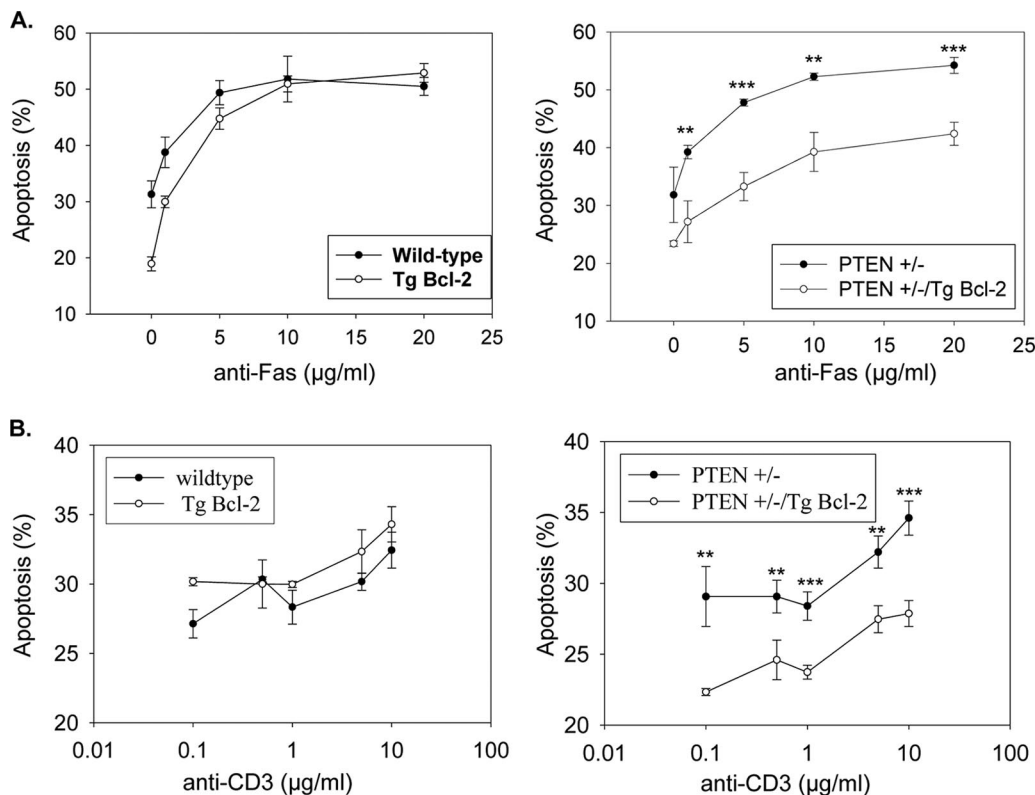 A.
60
50
40
30
20
10
Apoptosis (%)
Wild-type
Tg Bcl-2
0 5 10 15 20 25
anti-Fas (µg/ml)
60
50
40
30
20
10
Apoptosis (%)
** *** ** ***
PTEN +/-
PTEN +/-/Tg Bcl-2
0 5 10 15 20 25
anti-Fas (µg/ml)
B.
40
35
30
25
20
Apoptosis (%)
wildtype
Tg Bcl-2
0.01 0.1 1 10 100
anti-CD3 (µg/ml)
40
35
30
25
20
Apoptosis (%)
PTEN +/-
PTEN +/-/Tg Bcl-2
** ** *** ** ***
0.01 0.1 1 10 100
anti-CD3 (µg/ml)